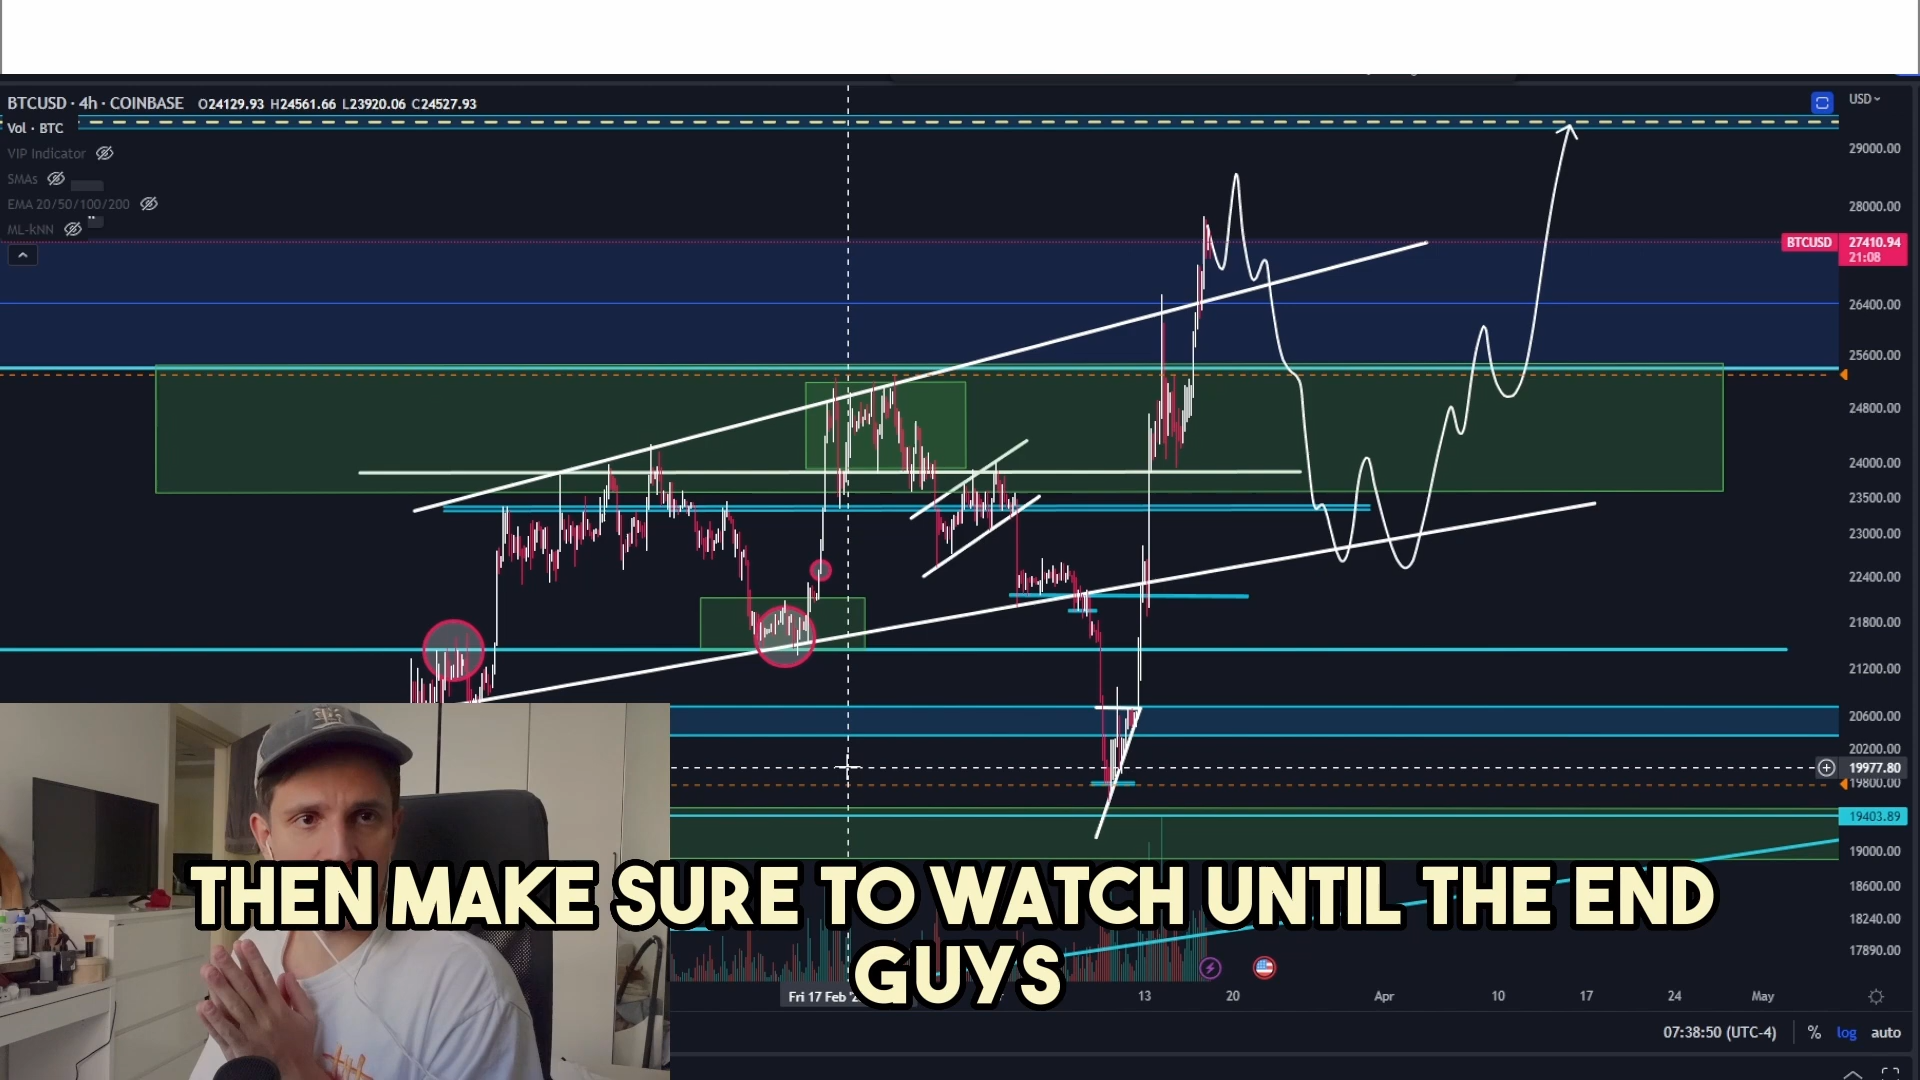 BTCUSD · 4h · COINBASE O24129.93 H24561.66 L23920.06 C24527.93
USD
Vol · BTC
VIP Indicator
SMAs
EMA 20/50/100/200
ML-kNN
29000.00
28000.00
BTCUSD 27410.94
21:08
26400.00
25600.00
24800.00
24000.00
23500.00
23000.00
22400.00
21800.00
21200.00
20600.00
20200.00
19977.80
19800.00
19403.89
19000.00
18600.00
18240.00
17890.00
THEN MAKE SURE TO WATCH UNTIL THE END
GUYS
Fri 17 Feb 13 20 Apr 10 17 24 May
07:38:50 (UTC-4) % log auto